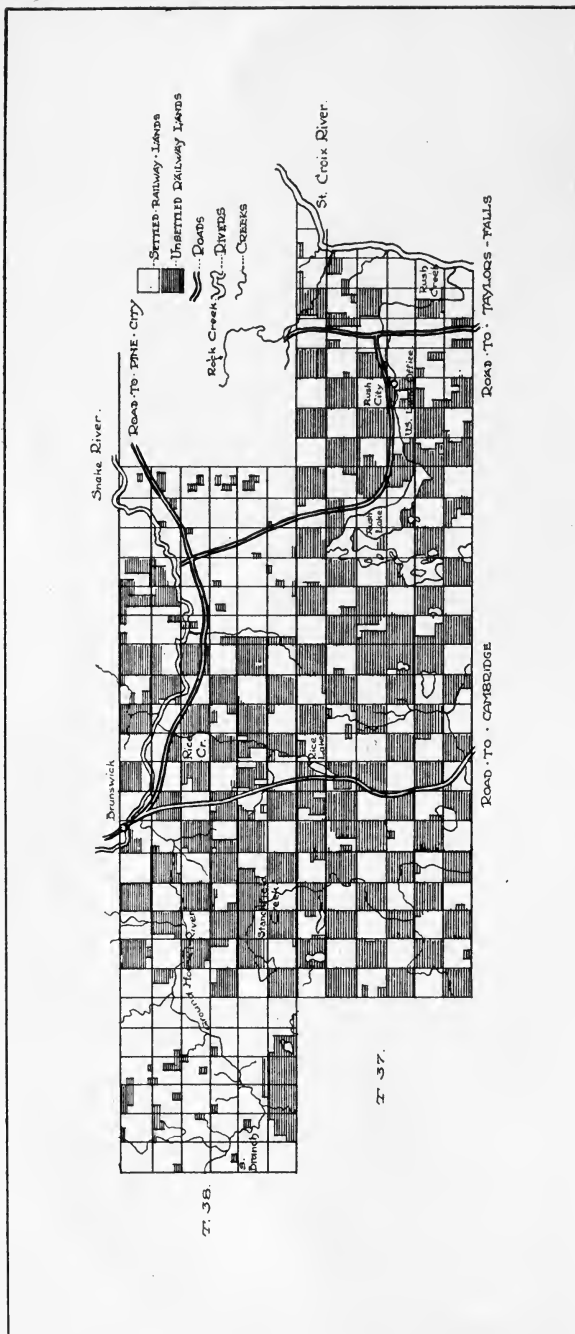 SETTLED·RAILWAY·LANDS
UNSETTLED RAILWAY LANDS
ROADS
RIVERS
CREEKS
Snake River.
ROAD·TO·PINE·CITY
Rock Creek
St. Croix River.
Brunswick
Rice Cr.
Ground House River
Stanchfield Creek
S. Branch
Rice Lake
Rush Lake
Rush City
U.S. Land Office
Rush Creek
T. 38.
T 37.
ROAD·TO·CAMBRIDGE
ROAD·TO·TAYLORS-FALLS